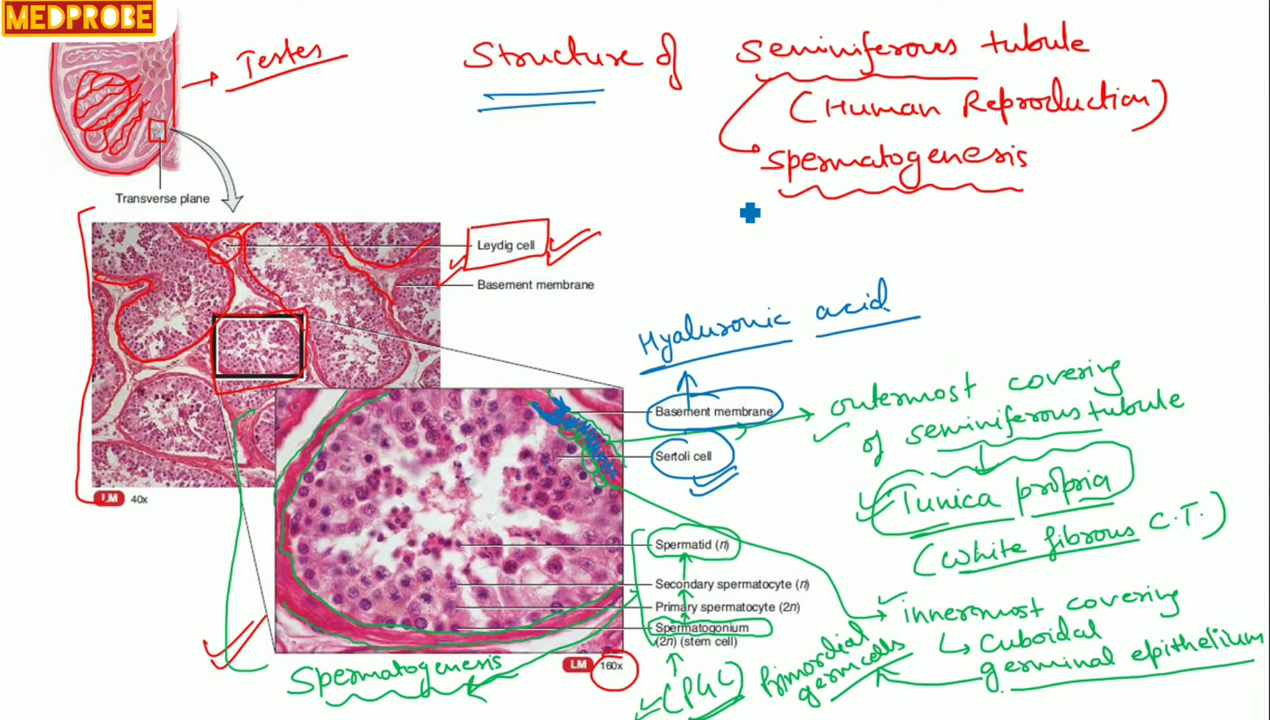 MEDPROBE
Testes
Structure of seminiferous tubule
(Human Reproduction)
spermatogenesis
Transverse plane
Leydig cell
Basement membrane
LM 40x
Hyaluronic acid
Basement membrane
Sertoli cell
outermost covering
of seminiferous tubule
Tunica propria
(White fibrous C.T.)
Spermatid (n)
Secondary spermatocyte (n)
Primary spermatocyte (2n)
Spermatogonium
(2n) (stem cell)
innermost covering
Cuboidal
germinal epithelium
LM 160x
Spermatogenesis
(PGC) Primordial
germ cells